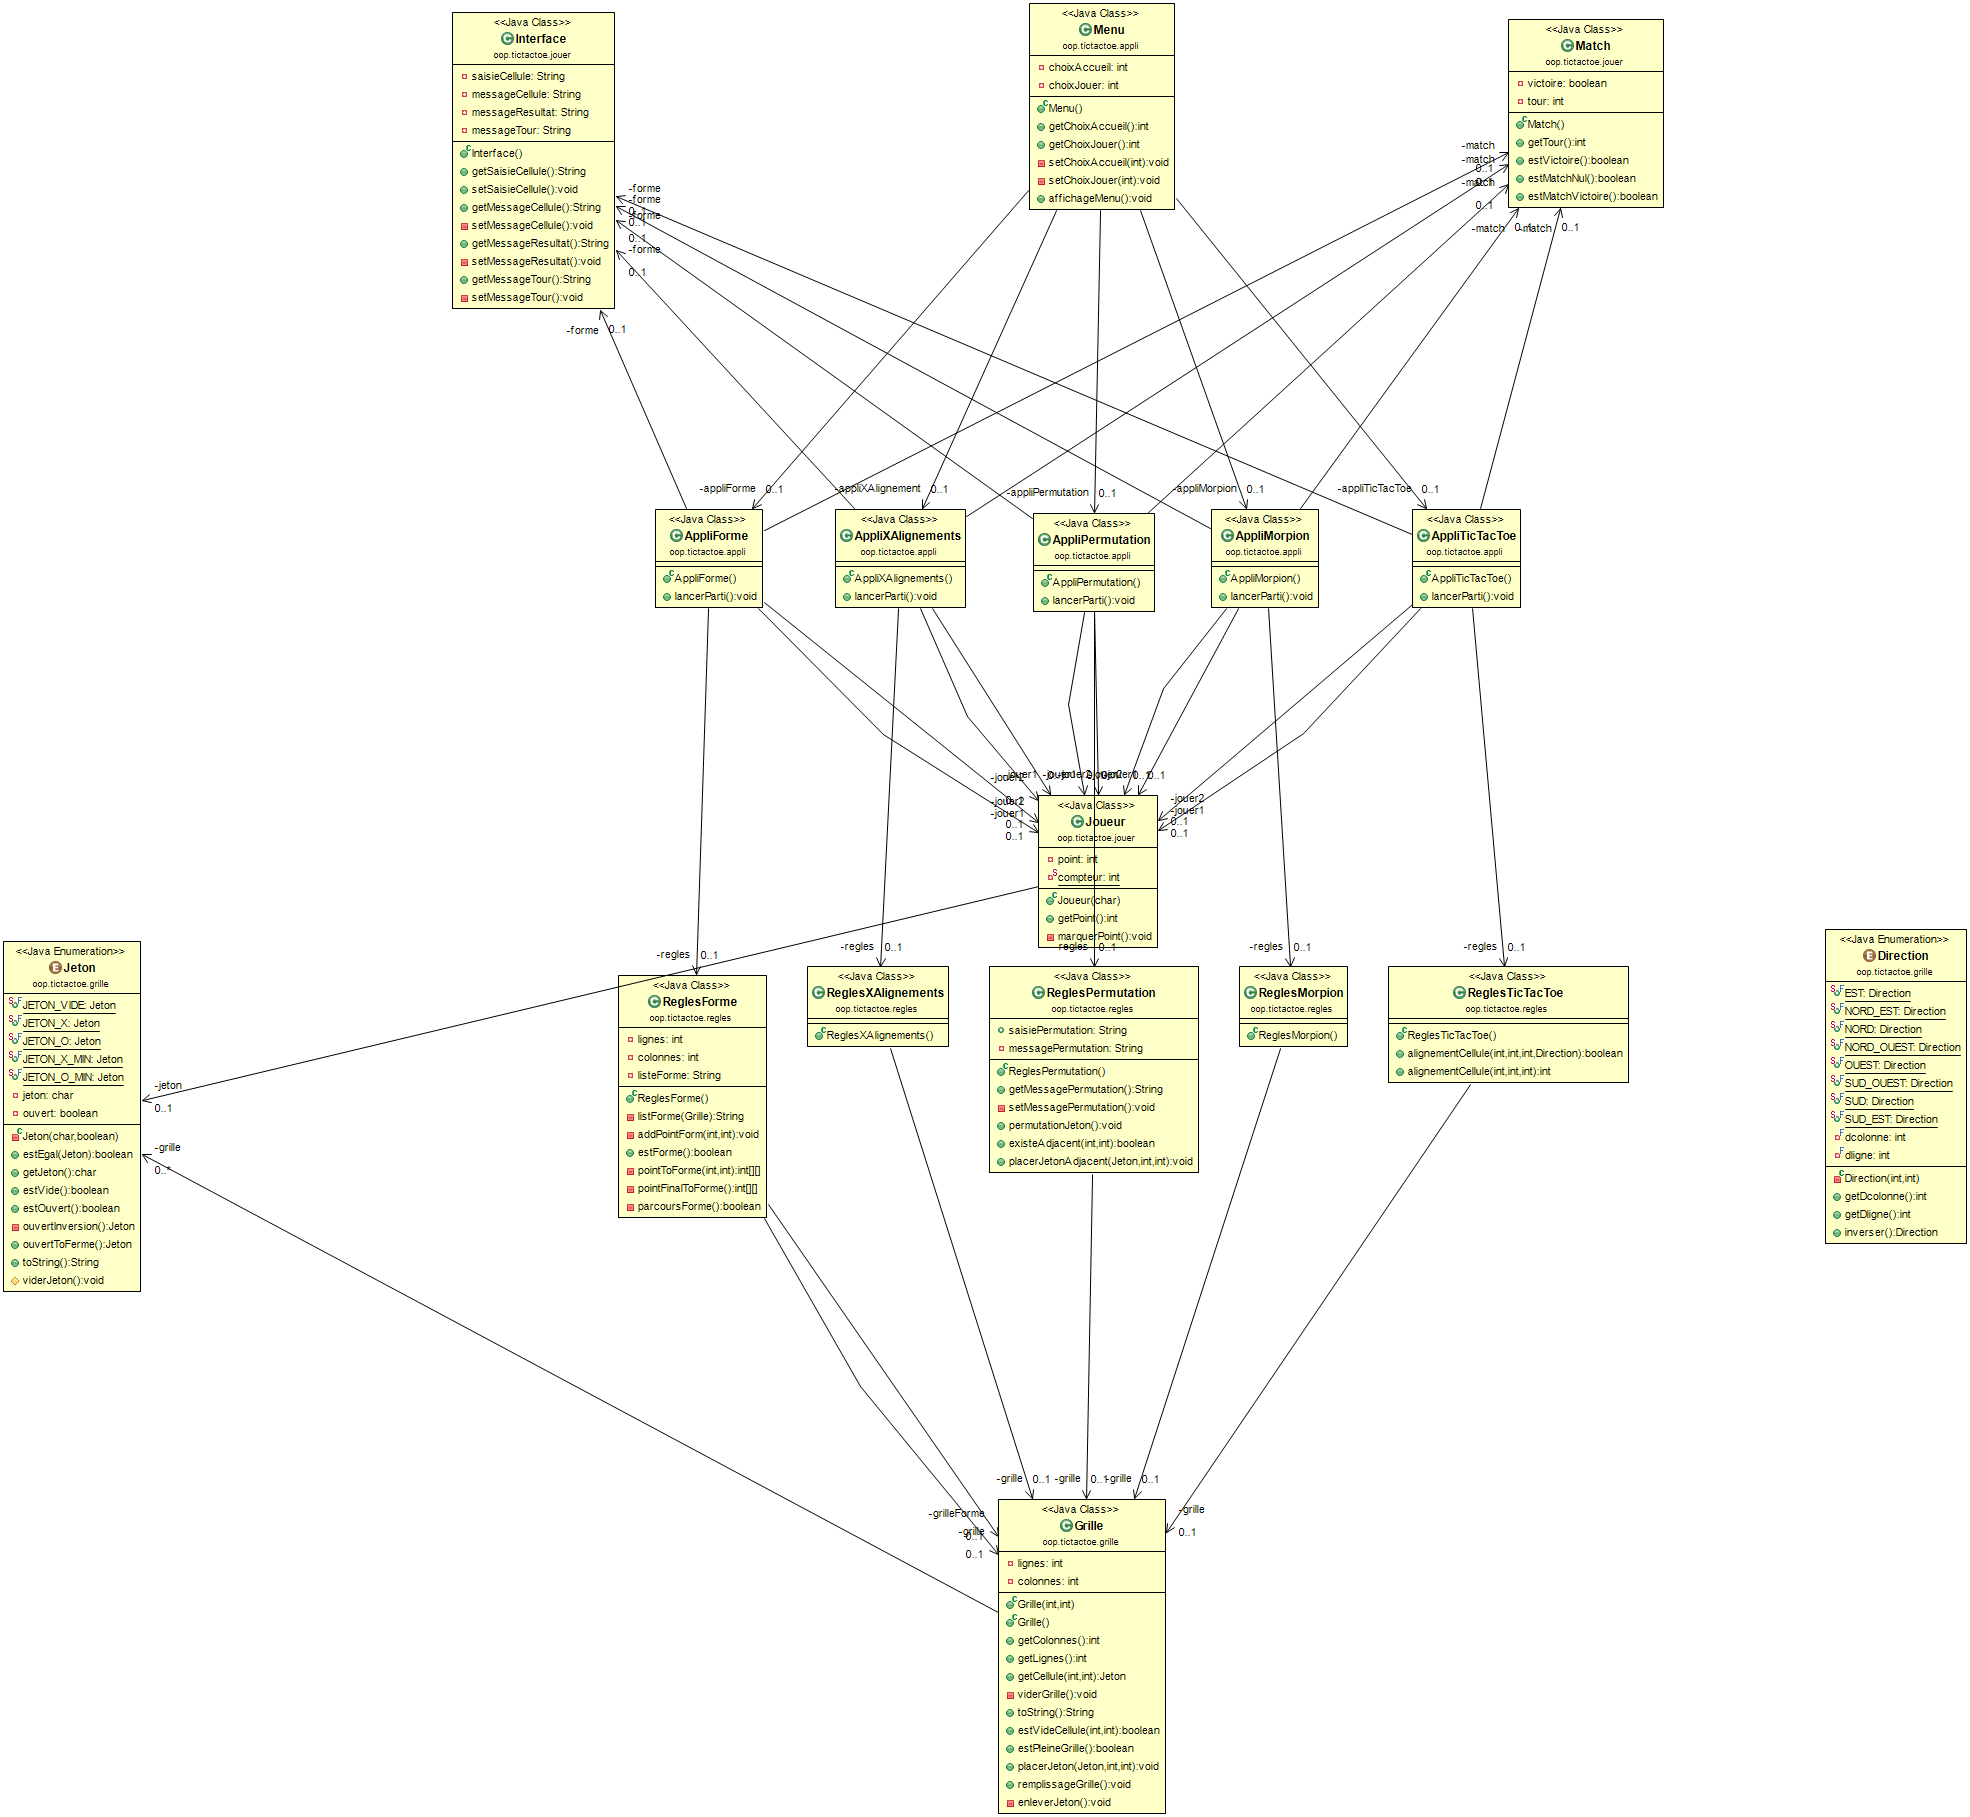 <<Java Class>>
Interface
oop.tictactoe.jouer
saisieCellule: String
messageCellule: String
messageResultat: String
messageTour: String
Interface()
getSaisieCellule():String
setSaisieCellule():void
getMessageCellule():String
setMessageCellule():void
getMessageResultat():String
setMessageResultat():void
getMessageTour():String
setMessageTour():void
<<Java Class>>
Menu
oop.tictactoe.appli
choixAccueil: int
choixJouer: int
Menu()
getChoixAccueil():int
getChoixJouer():int
setChoixAccueil(int):void
setChoixJouer(int):void
affichageMenu():void
<<Java Class>>
Match
oop.tictactoe.jouer
victoire: boolean
tour: int
Match()
getTour():int
estVictoire():boolean
estMatchNul():boolean
estMatchVictoire():boolean
-forme
-forme
-forme
0..1
0..1
-forme
0..1
-forme 0..1
-match
-match
0..1
-match
0..1
-match 0..1
-match 0..1
-appliForme 0..1
-appliXAlignement 0..1
-appliPermutation 0..1
-appliMorpion 0..1
-appliTicTacToe 0..1
<<Java Class>>
AppliForme
oop.tictactoe.appli
AppliForme()
lancerParti():void
<<Java Class>>
AppliXAlignements
oop.tictactoe.appli
AppliXAlignements()
lancerParti():void
<<Java Class>>
AppliPermutation
oop.tictactoe.appli
AppliPermutation()
lancerParti():void
<<Java Class>>
AppliMorpion
oop.tictactoe.appli
AppliMorpion()
lancerParti():void
<<Java Class>>
AppliTicTacToe
oop.tictactoe.appli
AppliTicTacToe()
lancerParti():void
-jouer2
-jouer1
0..1
0..1
-jouer2
-jouer1
0..1
0..1
<<Java Class>>
Joueur
oop.tictactoe.jouer
point: int
compteur: int
Joueur(char)
getPoint():int
marquerPoint():void
<<Java Enumeration>>
Jeton
oop.tictactoe.grille
JETON_VIDE: Jeton
JETON_X: Jeton
JETON_O: Jeton
JETON_X_MIN: Jeton
JETON_O_MIN: Jeton
jeton: char
ouvert: boolean
Jeton(char,boolean)
estEgal(Jeton):boolean
getJeton():char
estVide():boolean
estOuvert():boolean
ouvertInversion():Jeton
ouvertToFerme():Jeton
toString():String
viderJeton():void
-jeton
0..1
-grille
0..*
-regles 0..1
<<Java Class>>
ReglesForme
oop.tictactoe.regles
lignes: int
colonnes: int
listeForme: String
ReglesForme()
listForme(Grille):String
addPointForm(int,int):void
estForme():boolean
pointToForme(int,int):int[][]
pointFinalToForme():int[][]
parcoursForme():boolean
-regles 0..1
<<Java Class>>
ReglesXAlignements
oop.tictactoe.regles
ReglesXAlignements()
-regles 0..1
<<Java Class>>
ReglesPermutation
oop.tictactoe.regles
saisiePermutation: String
messagePermutation: String
ReglesPermutation()
getMessagePermutation():String
setMessagePermutation():void
permutationJeton():void
existeAdjacent(int,int):boolean
placerJetonAdjacent(Jeton,int,int):void
-regles 0..1
<<Java Class>>
ReglesMorpion
oop.tictactoe.regles
ReglesMorpion()
-regles 0..1
<<Java Class>>
ReglesTicTacToe
oop.tictactoe.regles
ReglesTicTacToe()
alignementCellule(int,int,int,Direction):boolean
alignementCellule(int,int,int):int
<<Java Enumeration>>
Direction
oop.tictactoe.grille
EST: Direction
NORD_EST: Direction
NORD: Direction
NORD_OUEST: Direction
OUEST: Direction
SUD_OUEST: Direction
SUD: Direction
SUD_EST: Direction
dcolonne: int
dligne: int
Direction(int,int)
getDcolonne():int
getDligne():int
inverser():Direction
-grille 0..1
-grille 0..1
-grille 0..1
-grille
0..1
-grilleForme
-grille
0..1
0..1
<<Java Class>>
Grille
oop.tictactoe.grille
lignes: int
colonnes: int
Grille(int,int)
Grille()
getColonnes():int
getLignes():int
getCellule(int,int):Jeton
viderGrille():void
toString():String
estVideCellule(int,int):boolean
estPleineGrille():boolean
placerJeton(Jeton,int,int):void
remplissageGrille():void
enleverJeton():void